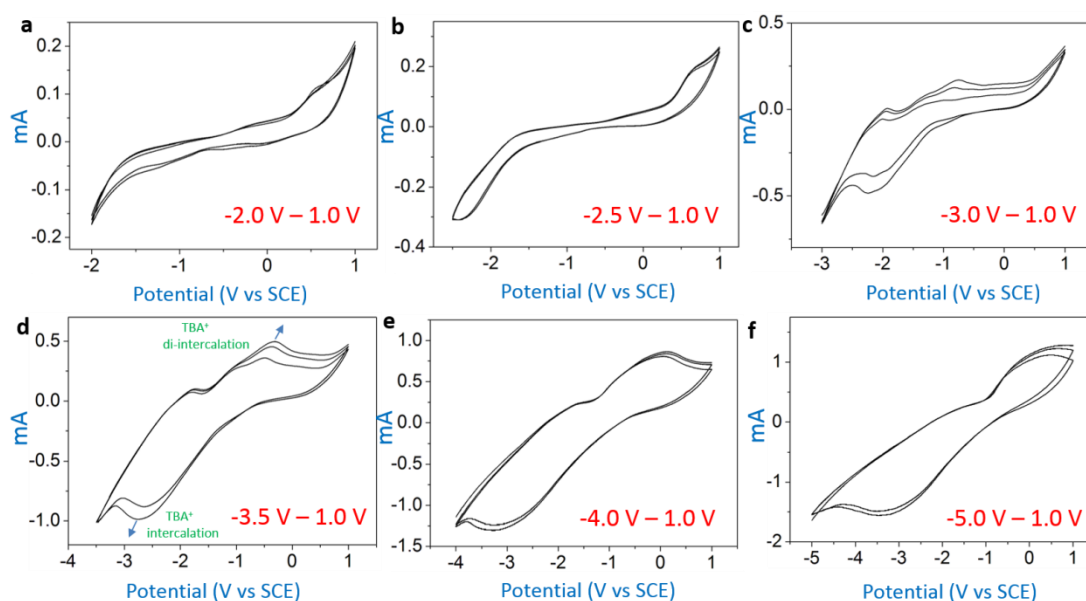 a
mA
0.2
0.1
0.0
-0.1
-0.2
-2
-1
0
1
-2.0 V – 1.0 V
Potential (V vs SCE)
b
mA
0.2
0.0
-0.2
-0.4
-2
-1
0
1
-2.5 V – 1.0 V
Potential (V vs SCE)
c
mA
0.5
0.0
-0.5
-3
-2
-1
0
1
-3.0 V – 1.0 V
Potential (V vs SCE)
d
mA
0.5
0.0
-0.5
-1.0
-4
-3
-2
-1
0
1
TBA⁺
di-intercalation
TBA⁺
intercalation
-3.5 V – 1.0 V
Potential (V vs SCE)
e
mA
1.0
0.5
0.0
-0.5
-1.0
-1.5
-4
-3
-2
-1
0
1
-4.0 V – 1.0 V
Potential (V vs SCE)
f
mA
1
0
-1
-2
-5
-4
-3
-2
-1
0
1
-5.0 V – 1.0 V
Potential (V vs SCE)